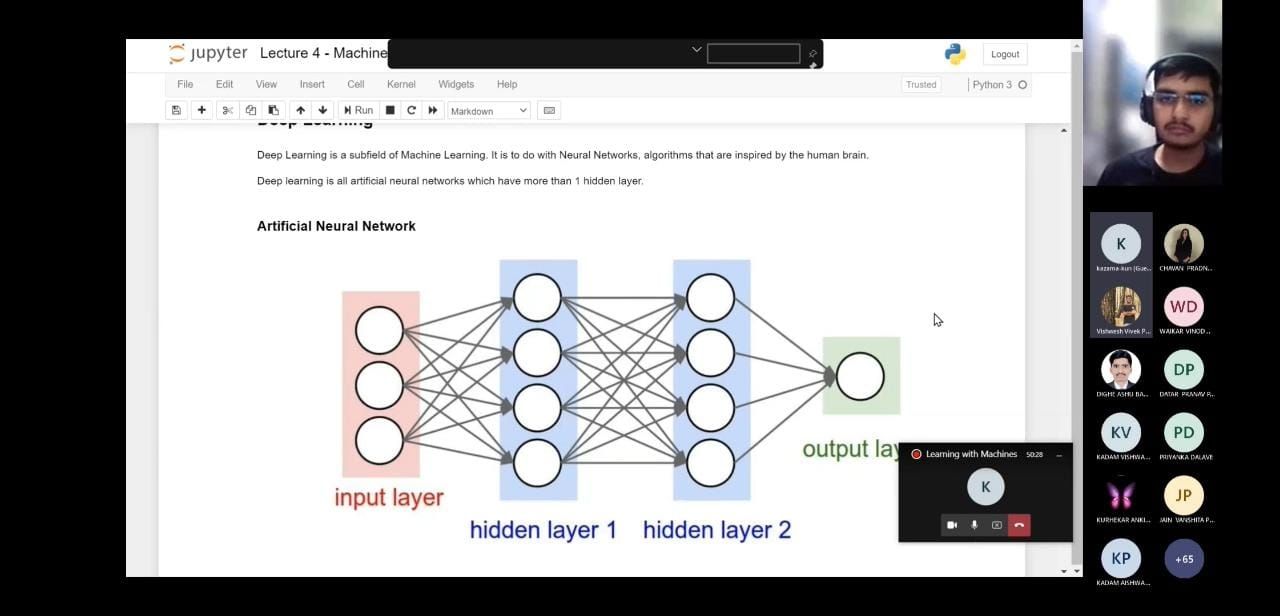 jupyter Lecture 4 - Machine
Logout
File Edit View Insert Cell Kernel Widgets Help
Trusted
Python 3
Run
Markdown
Deep Learning
Deep Learning is a subfield of Machine Learning. It is to do with Neural Networks, algorithms that are inspired by the human brain.
Deep learning is all artificial neural networks which have more than 1 hidden layer.
Artificial Neural Network
input layer
hidden layer 1
hidden layer 2
output lay
Learning with Machines 50:28 ...
K
K
kazama-kun (Gue...
CHAVAN PRADN...
Vishwesh Vivek P...
WD
WAIKAR VINOD...
DIGHE ASHU BA...
DP
DATAR PRANAV P...
KV
KADAM VISHWA...
PD
PRIYANKA DALAVE
KURHEKAR ANKI...
JP
JAIN VANSHITA P...
KP
KADAM AISHWA...
+65